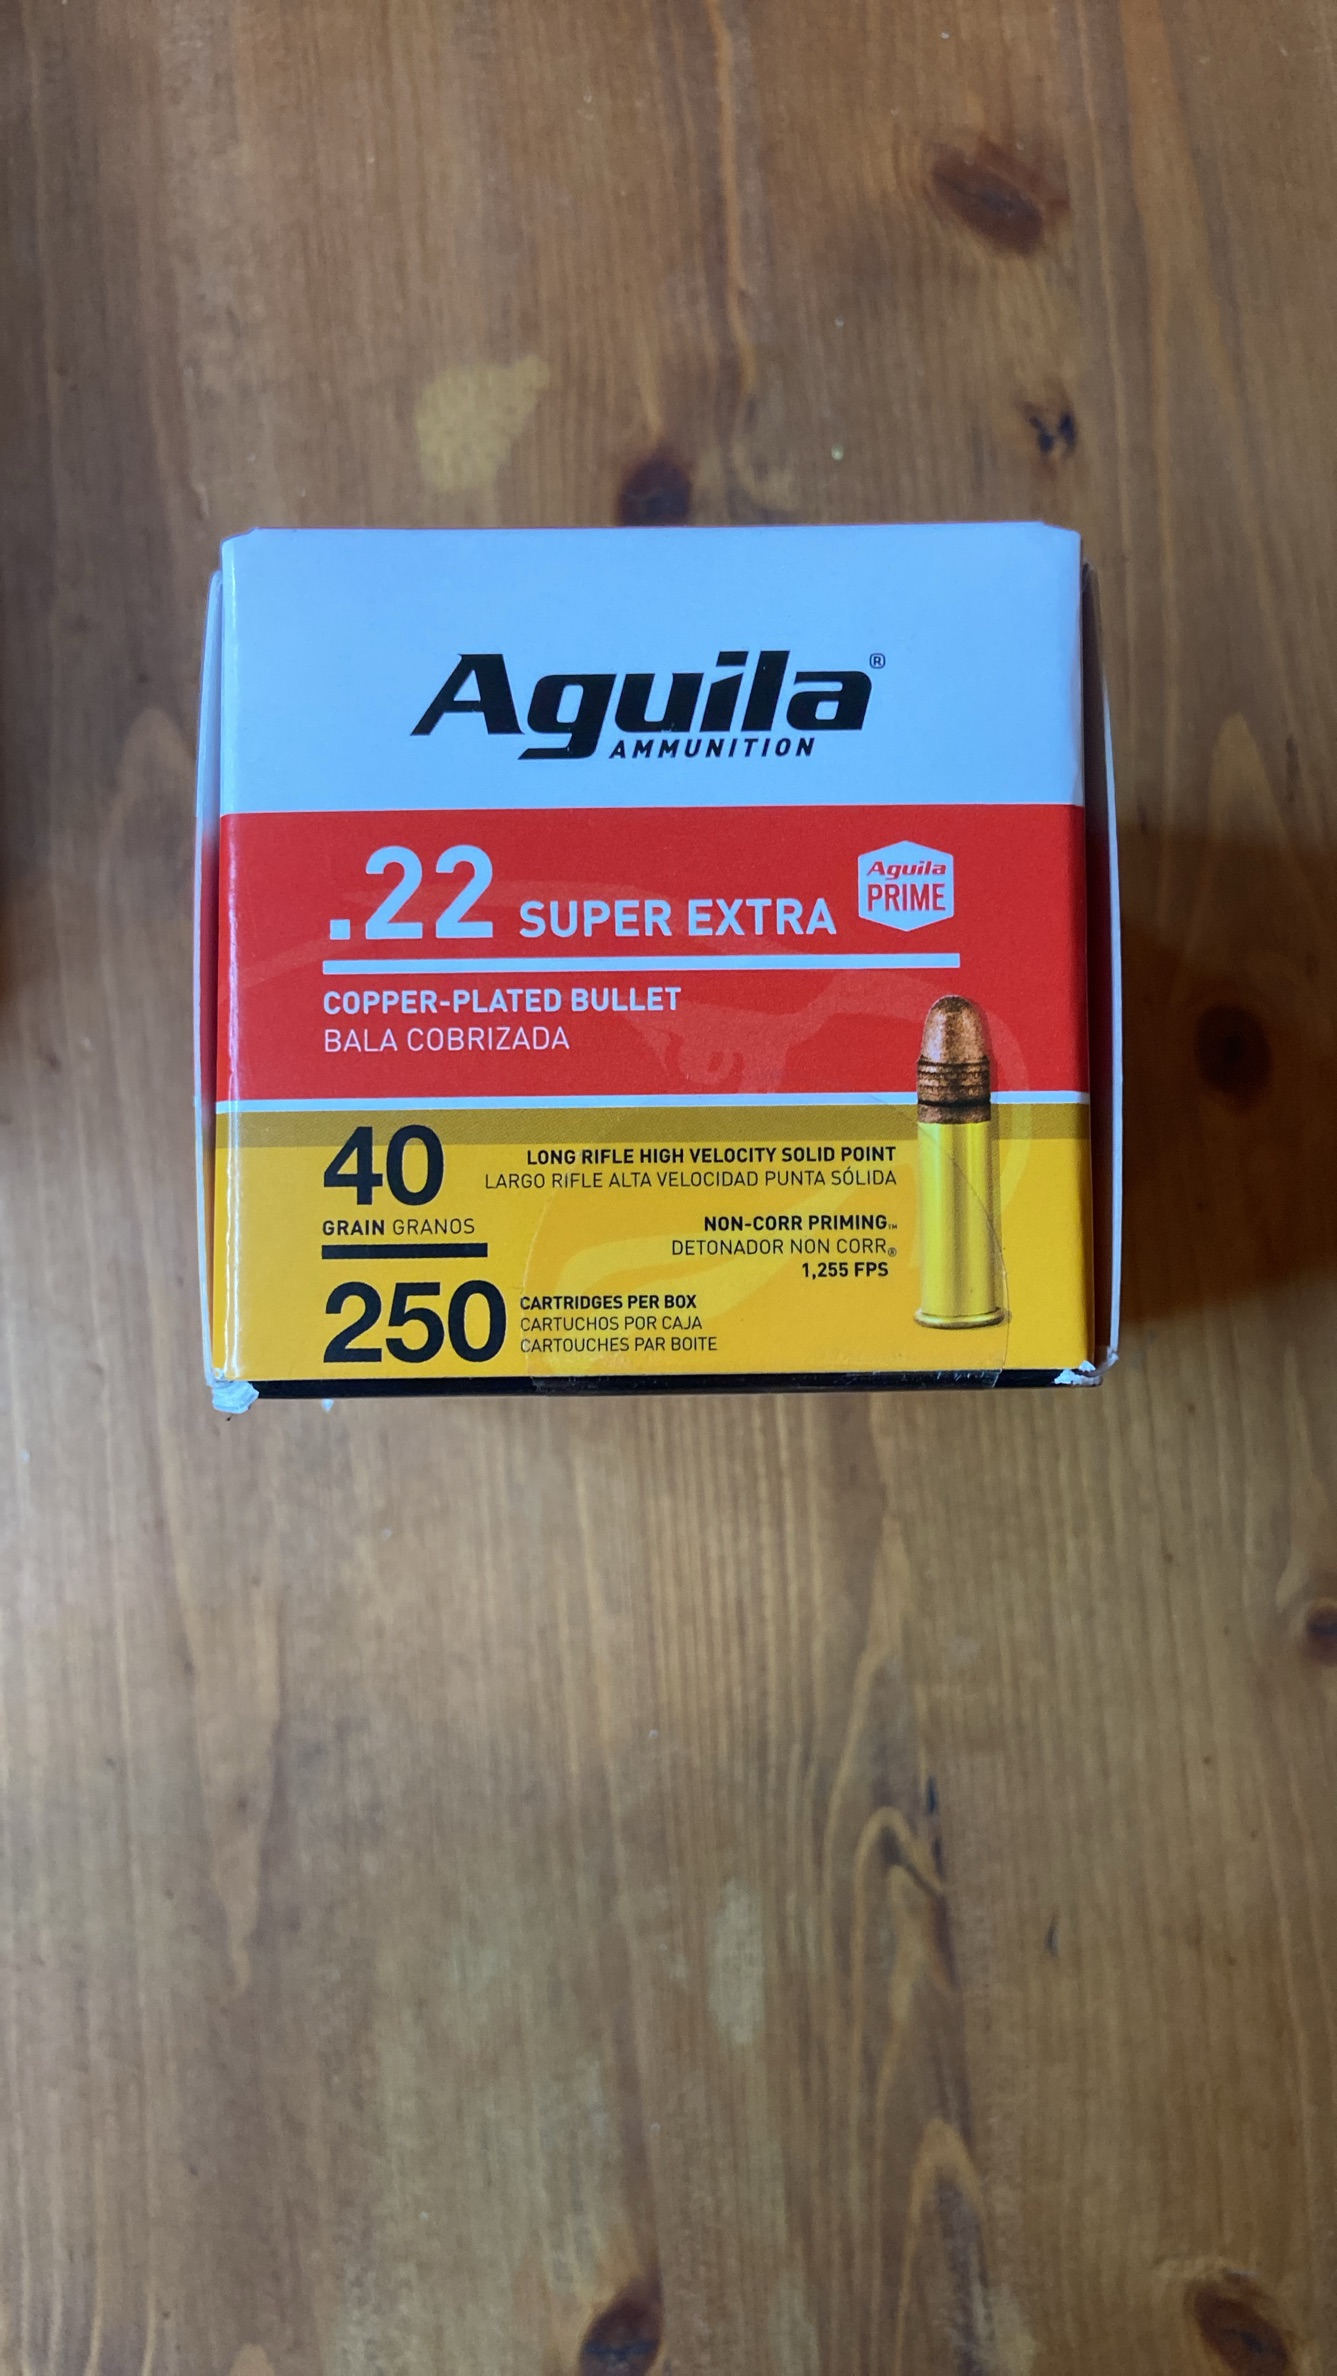 Aguila®
AMMUNITION
.22 SUPER EXTRA
Aguila
PRIME
COPPER-PLATED BULLET
BALA COBRIZADA
40
GRAIN GRANOS
LONG RIFLE HIGH VELOCITY SOLID POINT
LARGO RIFLE ALTA VELOCIDAD PUNTA SÓLIDA
NON-CORR PRIMING™
DETONADOR NON CORR®
1,255 FPS
250
CARTRIDGES PER BOX
CARTUCHOS POR CAJA
CARTOUCHES PAR BOITE